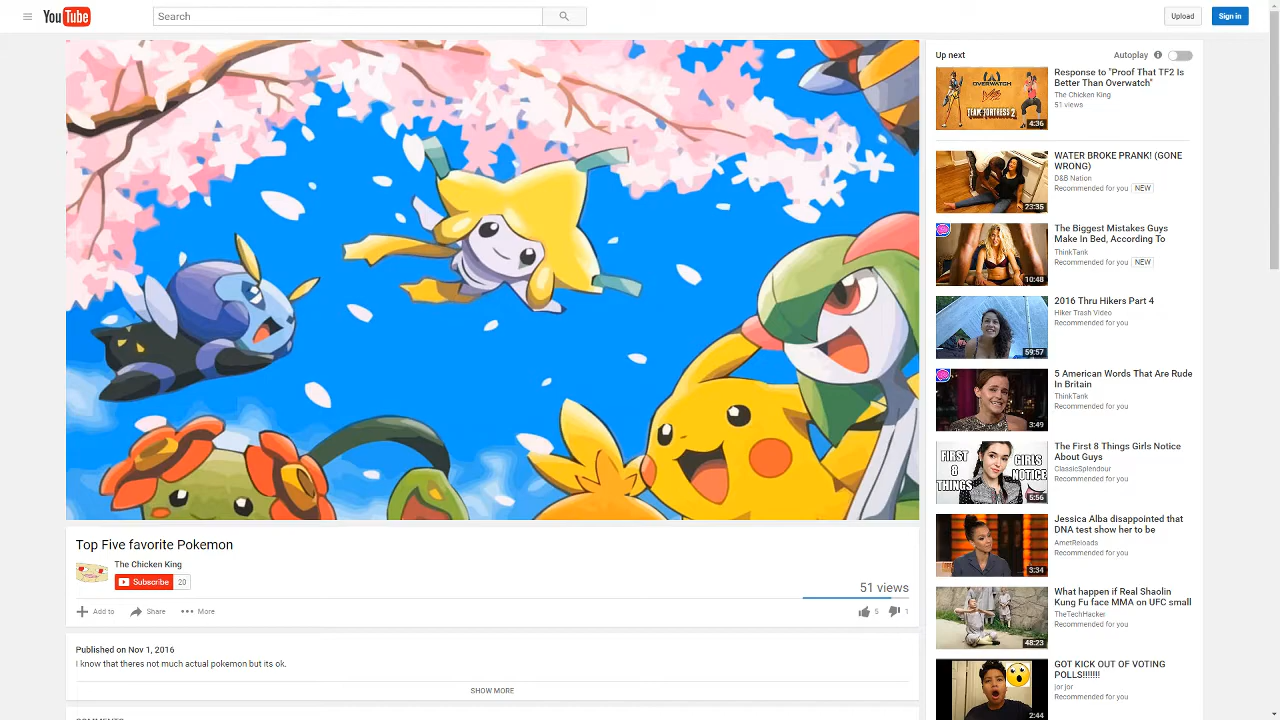 YouTube
Search
Upload
Sign in
Top Five favorite Pokemon
The Chicken King
Subscribe 20
51 views
Add to Share More
5 1
Published on Nov 1, 2016
I know that theres not much actual pokemon but its ok.
SHOW MORE
COMMENTS
Up next
Autoplay
OVERWATCH
TEAM FORTRESS 2
4:36
Response to "Proof That TF2 Is
Better Than Overwatch"
The Chicken King
51 views
23:35
WATER BROKE PRANK! (GONE
WRONG)
D&B Nation
Recommended for you NEW
10:48
The Biggest Mistakes Guys
Make In Bed, According To
ThinkTank
Recommended for you NEW
59:57
2016 Thru Hikers Part 4
Hiker Trash Video
Recommended for you
3:49
5 American Words That Are Rude
In Britain
ThinkTank
Recommended for you
FIRST
8
THINGS
GIRLS
NOTICE
5:56
The First 8 Things Girls Notice
About Guys
ClassicSplendour
Recommended for you
3:34
Jessica Alba disappointed that
DNA test show her to be
AmetReloads
Recommended for you
48:23
What happen if Real Shaolin
Kung Fu face MMA on UFC small
TheTechHacker
Recommended for you
2:44
GOT KICK OUT OF VOTING
POLLS!!!!!!!
jor jor
Recommended for you